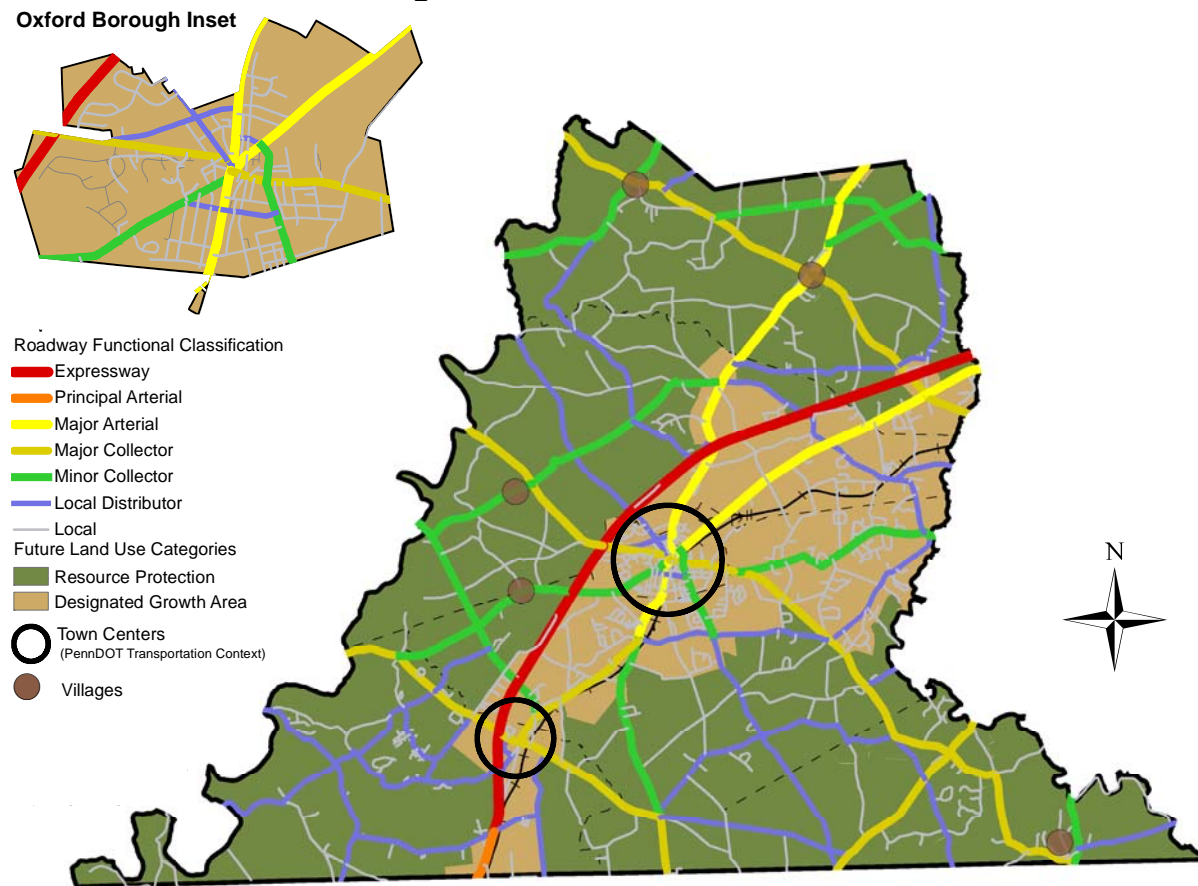 Oxford Borough Inset
Roadway Functional Classification
Expressway
Principal Arterial
Major Arterial
Major Collector
Minor Collector
Local Distributor
Local
Future Land Use Categories
Resource Protection
Designated Growth Area
Town Centers
(PennDOT Transportation Context)
Villages
N